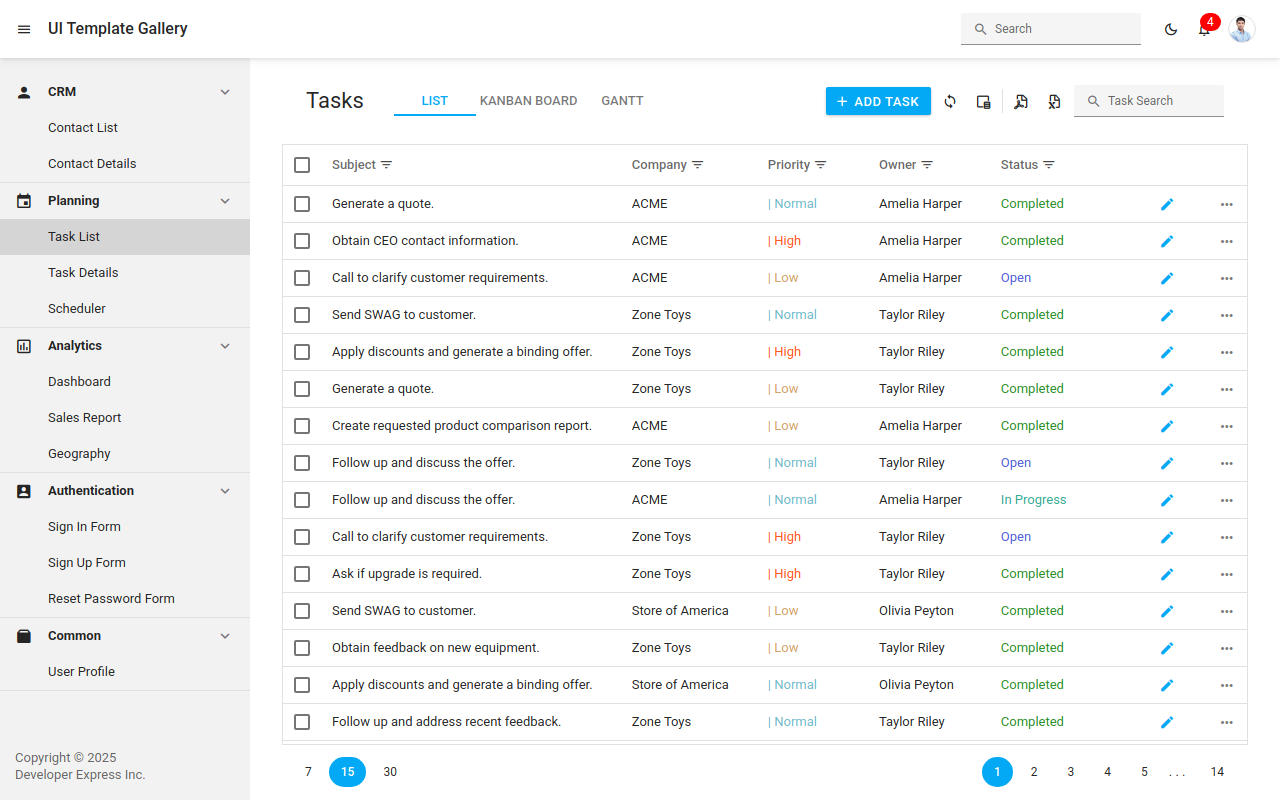 UI Template Gallery
Search
4
CRM
Contact List
Contact Details
Planning
Task List
Task Details
Scheduler
Analytics
Dashboard
Sales Report
Geography
Authentication
Sign In Form
Sign Up Form
Reset Password Form
Common
User Profile
Copyright © 2025
Developer Express Inc.
Tasks LIST KANBAN BOARD GANTT ADD TASK Task Search
Subject Company Priority Owner Status
Generate a quote. ACME | Normal Amelia Harper Completed
Obtain CEO contact information. ACME | High Amelia Harper Completed
Call to clarify customer requirements. ACME | Low Amelia Harper Open
Send SWAG to customer. Zone Toys | Normal Taylor Riley Completed
Apply discounts and generate a binding offer. Zone Toys | High Taylor Riley Completed
Generate a quote. Zone Toys | Low Taylor Riley Completed
Create requested product comparison report. ACME | Low Amelia Harper Completed
Follow up and discuss the offer. Zone Toys | Normal Taylor Riley Open
Follow up and discuss the offer. ACME | Normal Amelia Harper In Progress
Call to clarify customer requirements. Zone Toys | High Taylor Riley Open
Ask if upgrade is required. Zone Toys | High Taylor Riley Completed
Send SWAG to customer. Store of America | Low Olivia Peyton Completed
Obtain feedback on new equipment. Zone Toys | Low Taylor Riley Completed
Apply discounts and generate a binding offer. Store of America | Normal Olivia Peyton Completed
Follow up and address recent feedback. Zone Toys | Normal Taylor Riley Completed
7 15 30 1 2 3 4 5 . . . 14